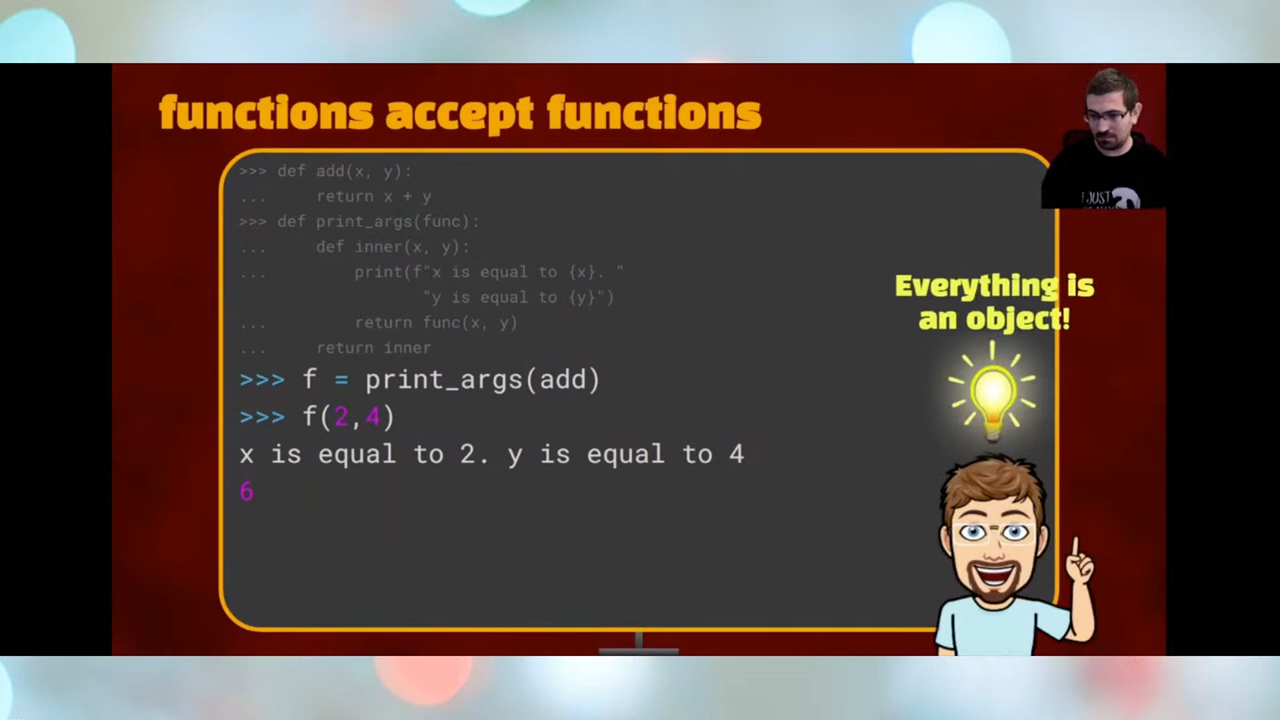 functions accept functions
>>> def add(x, y):
...     return x + y
>>> def print_args(func):
...     def inner(x, y):
...         print(f"x is equal to {x}. "
                   "y is equal to {y}")
...         return func(x, y)
...     return inner
>>> f = print_args(add)
>>> f(2,4)
x is equal to 2. y is equal to 4
6
Everything is
an object!
I JUST